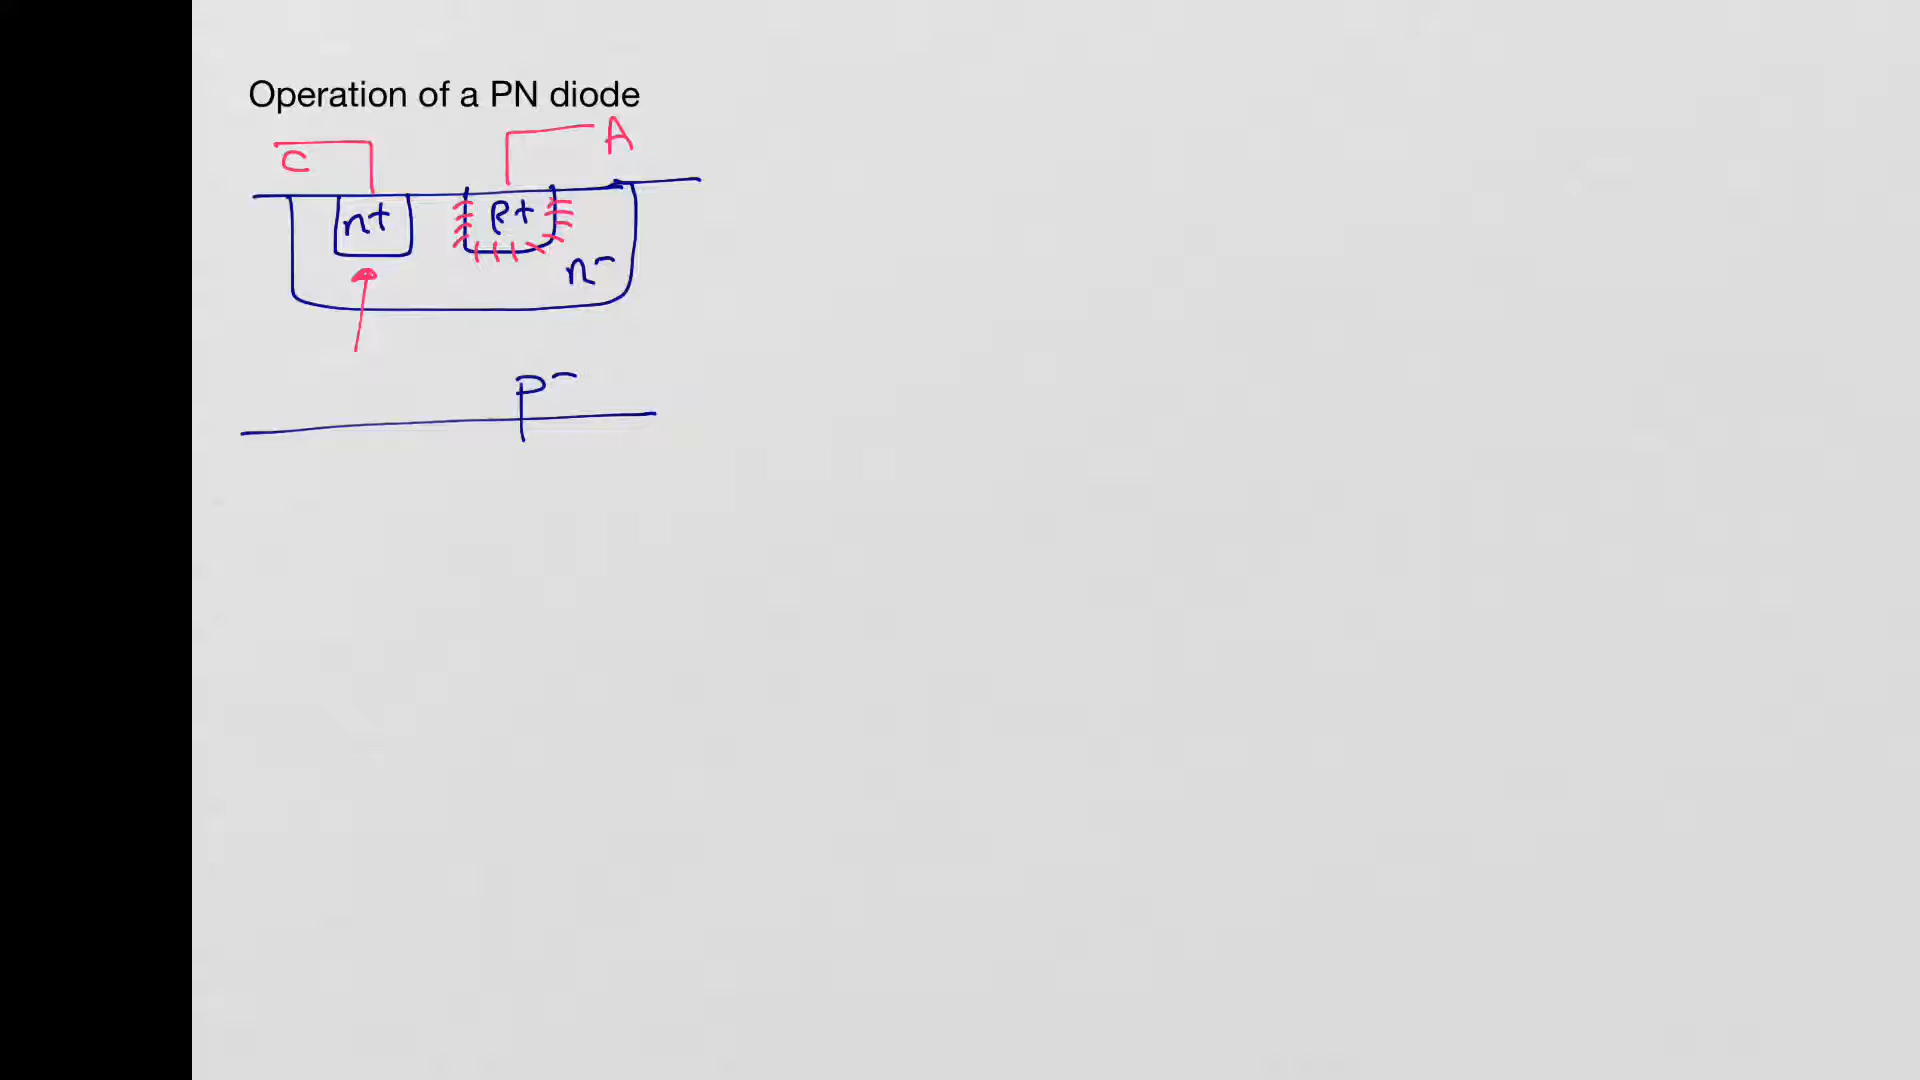 Operation of a PN diode
C A
n+ p+
n-
p-